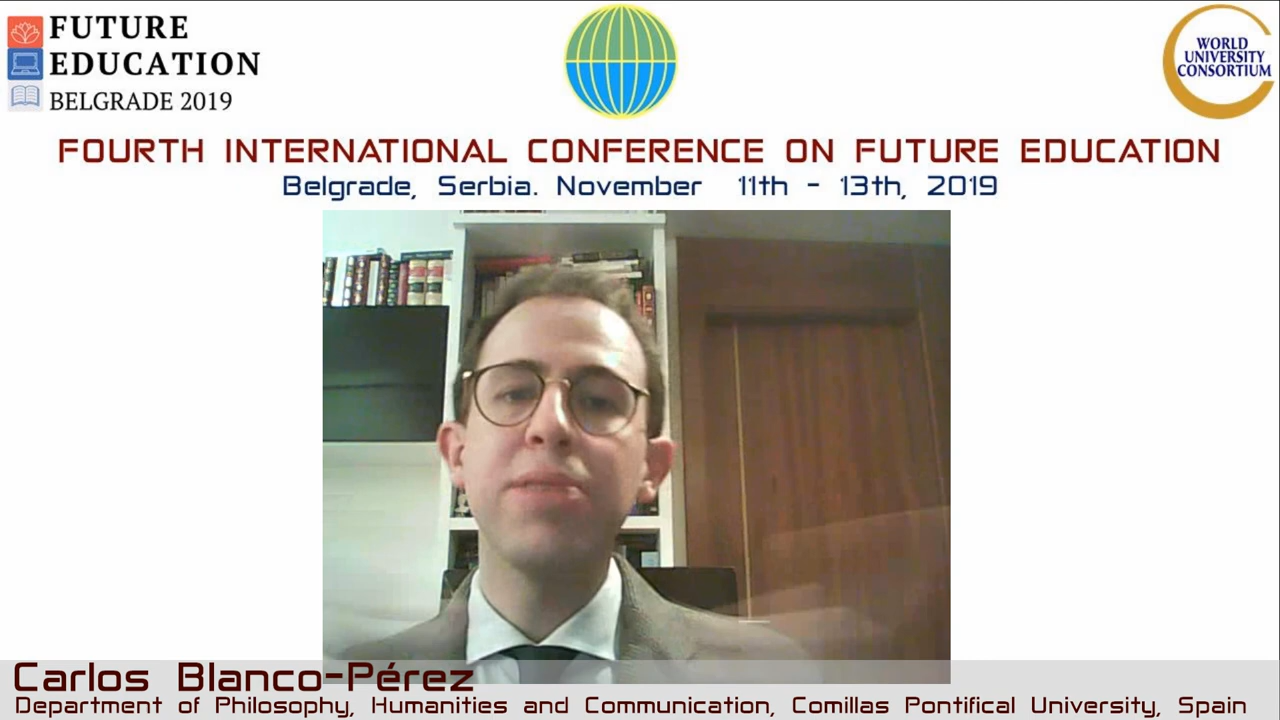 FUTURE
EDUCATION
BELGRADE 2019
WORLD
UNIVERSITY
CONSORTIUM
FOURTH INTERNATIONAL CONFERENCE ON FUTURE EDUCATION
Belgrade, Serbia. November 11th - 13th, 2019
Carlos Blanco-Pérez
Department of Philosophy, Humanities and Communication, Comillas Pontifical University, Spain